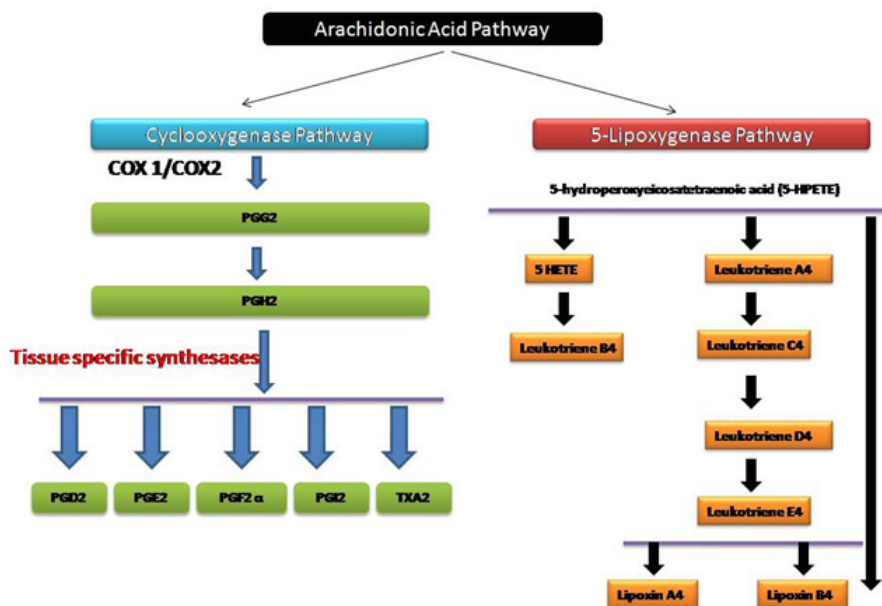 Arachidonic Acid Pathway
Cyclooxygenase Pathway
5-Lipoxygenase Pathway
COX 1/COX2
5-hydroperoxyeicosatetraenoic acid (5-HPETE)
PGG2
5 HETE
Leukotriene A4
PGH2
Leukotriene B4
Leukotriene C4
Tissue specific synthesases
Leukotriene D4
PGD2
PGE2
PGF2 α
PGI2
TXA2
Leukotriene E4
Lipoxin A4
Lipoxin B4